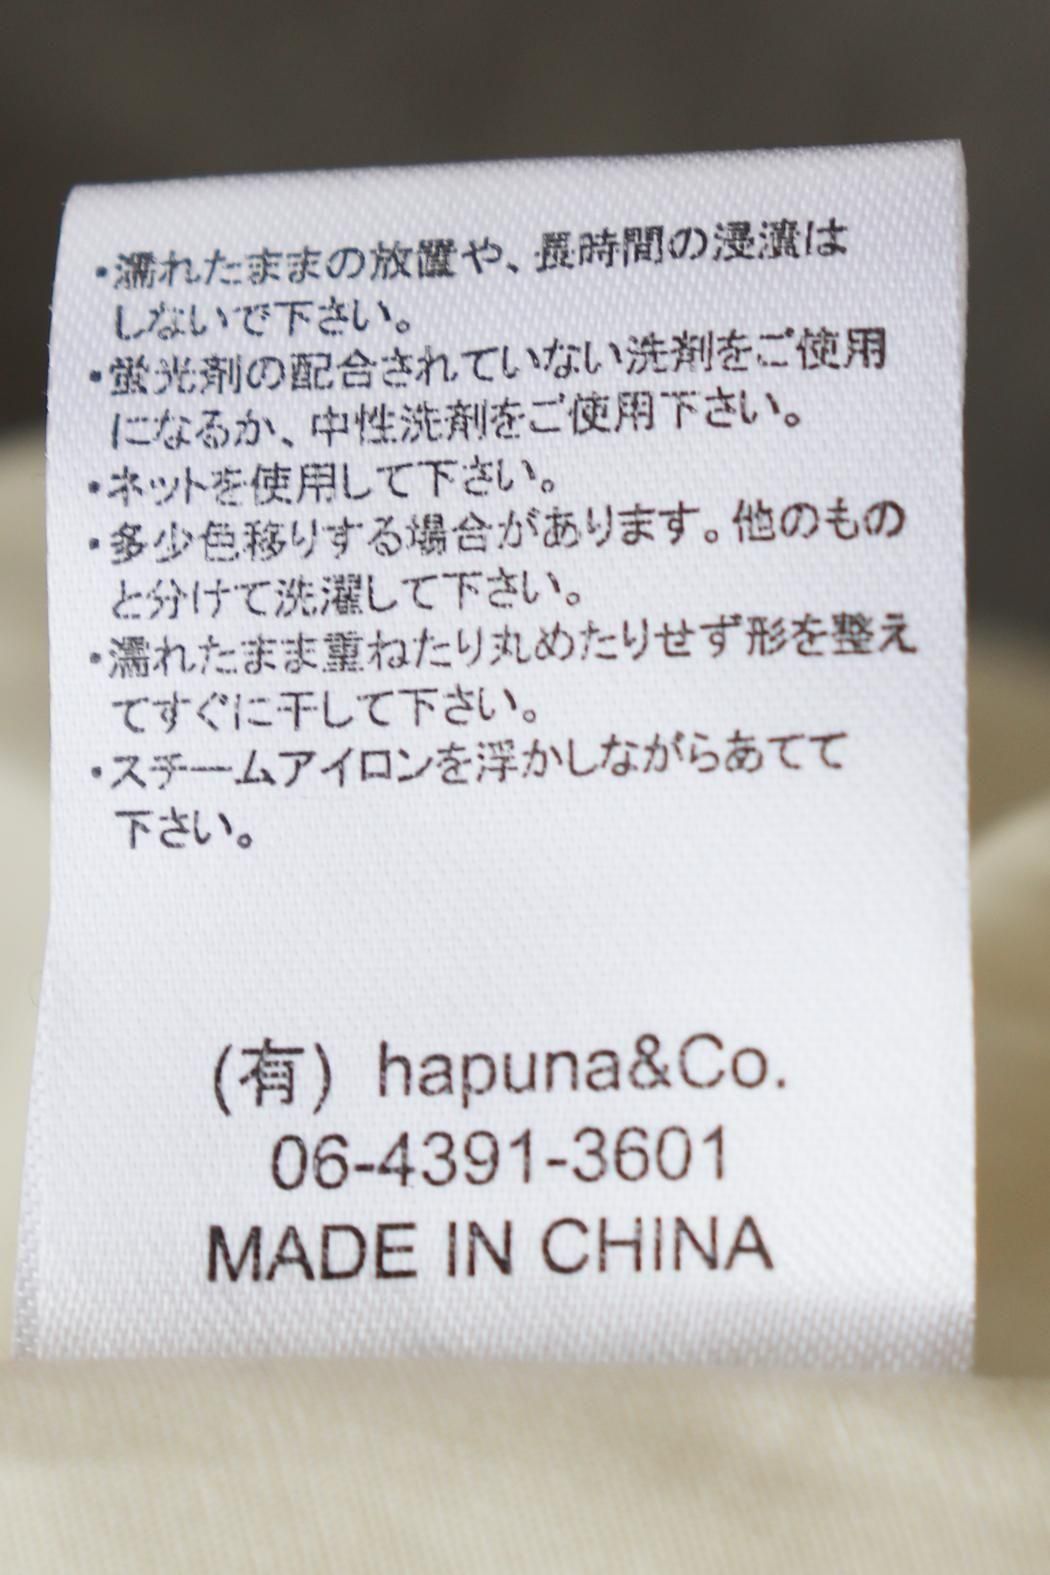 ・濡れたままの放置や、長時間の浸漬は
しないで下さい。
・蛍光剤の配合されていない洗剤をご使用
になるか、中性洗剤をご使用下さい。
・ネットを使用して下さい。
・多少色移りする場合があります。他のもの
と分けて洗濯して下さい。
・濡れたまま重ねたり丸めたりせず形を整え
てすぐに干して下さい。
・スチームアイロンを浮かしながらあてて
下さい。
(有) hapuna&Co.
06-4391-3601
MADE IN CHINA